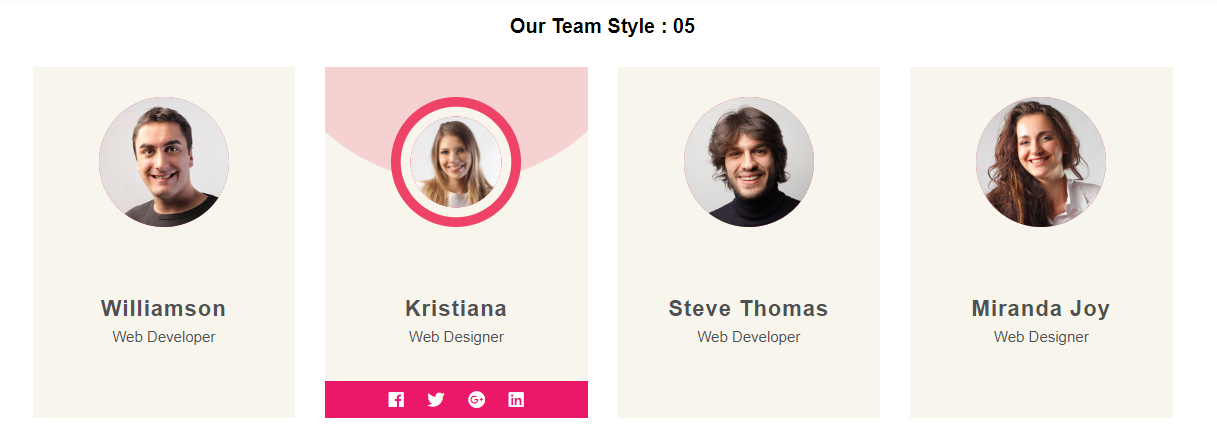 Our Team Style : 05
Williamson
Web Developer
Kristiana
Web Designer
Steve Thomas
Web Developer
Miranda Joy
Web Designer